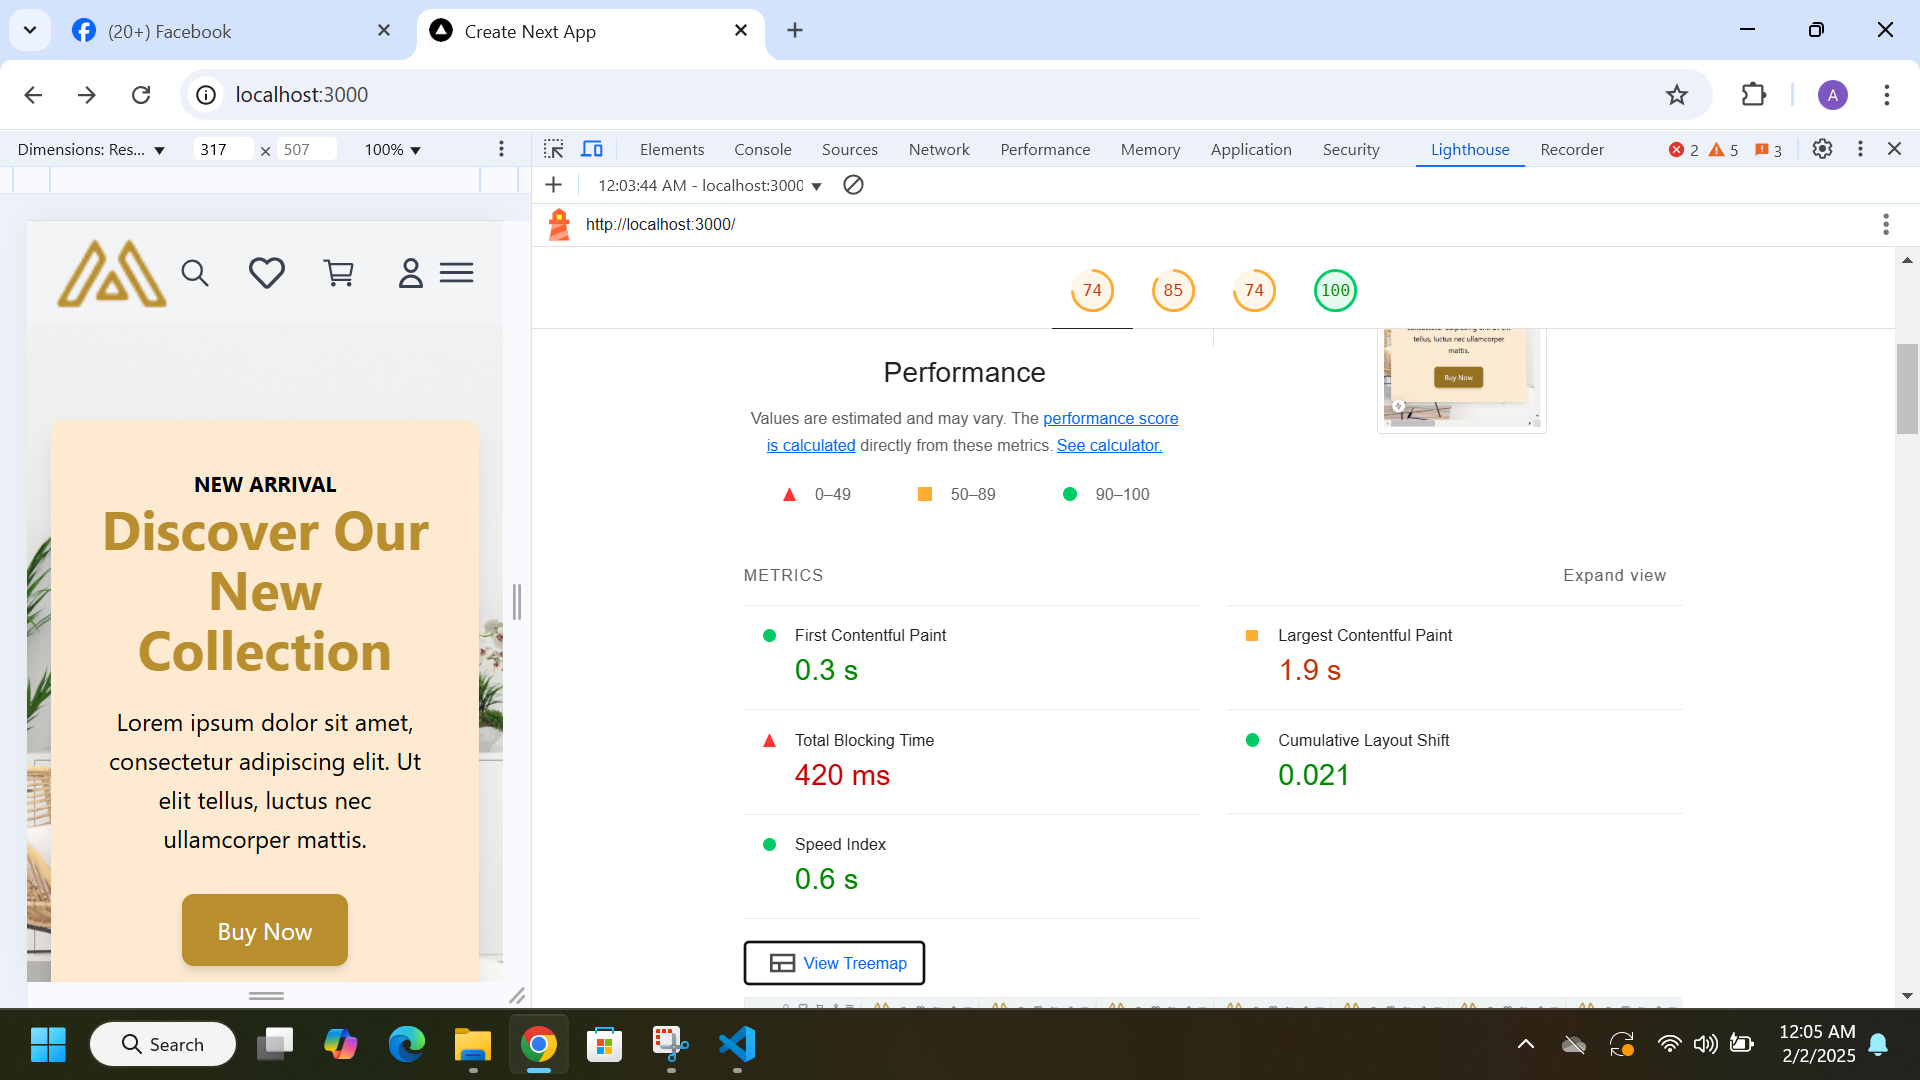 (20+) Facebook
Create Next App
localhost:3000
A
Dimensions: Res...
317 × 507
100%
Elements
Console
Sources
Network
Performance
Memory
Application
Security
Lighthouse
Recorder
2
5
3
12:03:44 AM - localhost:3000
http://localhost:3000/
74
85
74
100
tellus, luctus nec ullamcorper
mattis.
Buy Now
Performance
Values are estimated and may vary. The performance score
is calculated directly from these metrics. See calculator.
0–49
50–89
90–100
METRICS
Expand view
First Contentful Paint
0.3 s
Largest Contentful Paint
1.9 s
Total Blocking Time
420 ms
Cumulative Layout Shift
0.021
Speed Index
0.6 s
View Treemap
NEW ARRIVAL
Discover Our
New
Collection
Lorem ipsum dolor sit amet,
consectetur adipiscing elit. Ut
elit tellus, luctus nec
ullamcorper mattis.
Buy Now
Search
12:05 AM
2/2/2025